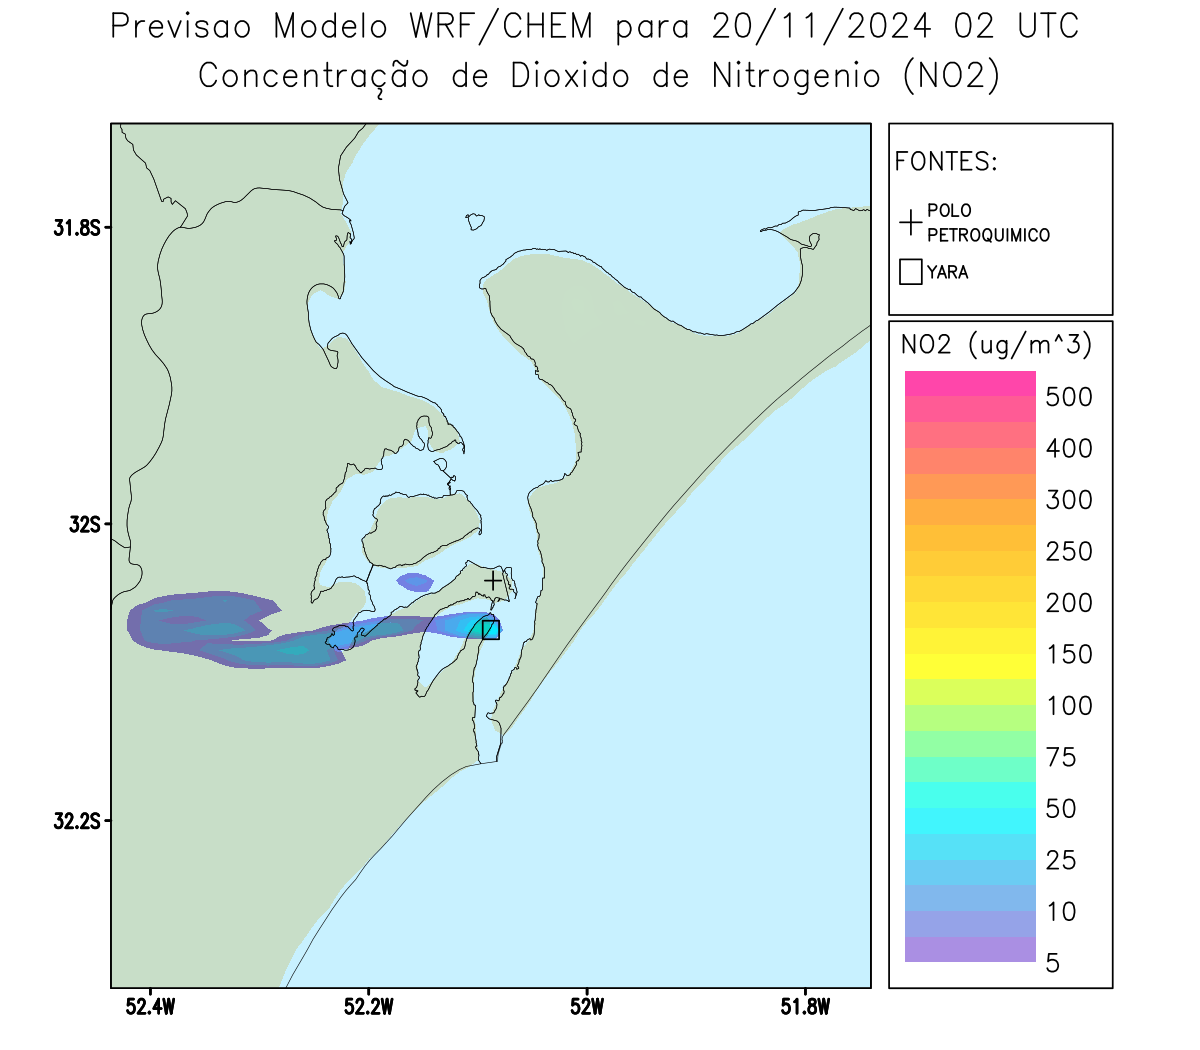 Previsao Modelo WRF/CHEM para 20/11/2024 02 UTC
Concentração de Dioxido de Nitrogenio (NO2)
FONTES:
POLO
PETROQUIMICO
YARA
NO2 (ug/m^3)
500
400
300
250
200
150
100
75
50
25
10
5
31.8S
32S
32.2S
52.4W
52.2W
52W
51.8W